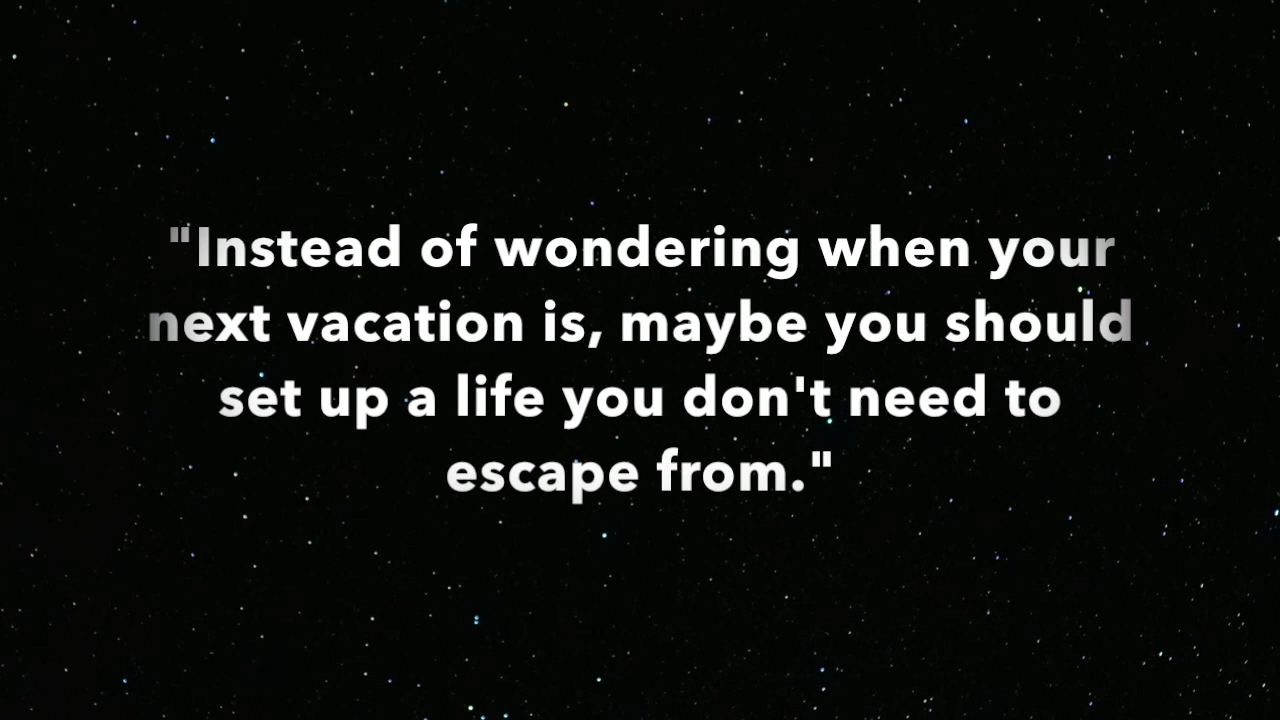 "Instead of wondering when your
next vacation is, maybe you should
set up a life you don't need to
escape from."